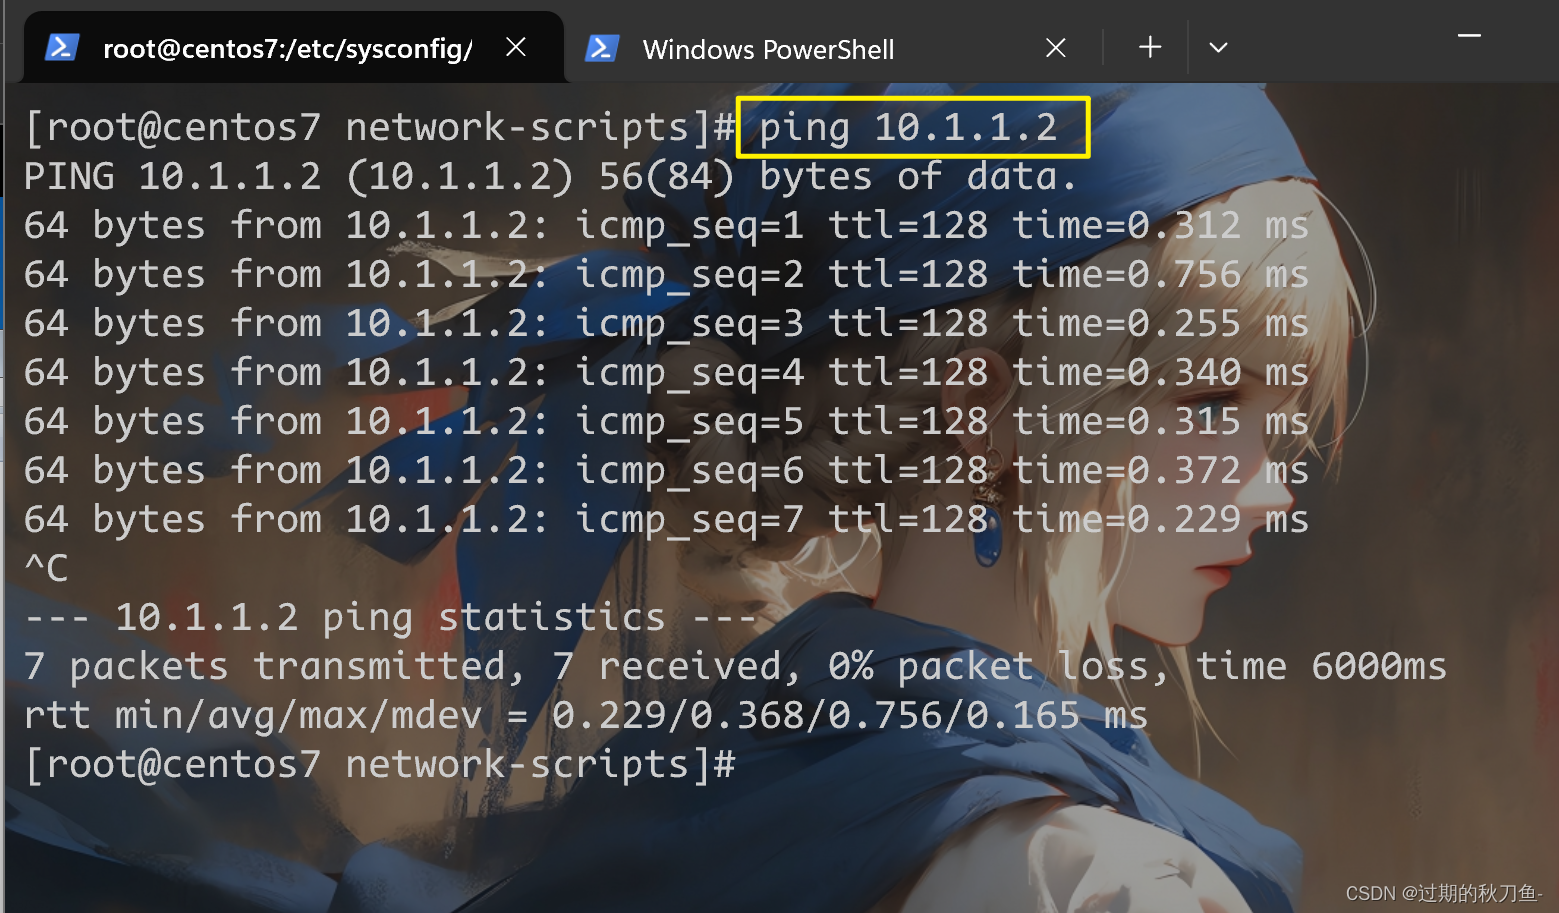 root@centos7:/etc/sysconfig/
Windows PowerShell
[root@centos7 network-scripts]# ping 10.1.1.2
PING 10.1.1.2 (10.1.1.2) 56(84) bytes of data.
64 bytes from 10.1.1.2: icmp_seq=1 ttl=128 time=0.312 ms
64 bytes from 10.1.1.2: icmp_seq=2 ttl=128 time=0.756 ms
64 bytes from 10.1.1.2: icmp_seq=3 ttl=128 time=0.255 ms
64 bytes from 10.1.1.2: icmp_seq=4 ttl=128 time=0.340 ms
64 bytes from 10.1.1.2: icmp_seq=5 ttl=128 time=0.315 ms
64 bytes from 10.1.1.2: icmp_seq=6 ttl=128 time=0.372 ms
64 bytes from 10.1.1.2: icmp_seq=7 ttl=128 time=0.229 ms
^C
--- 10.1.1.2 ping statistics ---
7 packets transmitted, 7 received, 0% packet loss, time 6000ms
rtt min/avg/max/mdev = 0.229/0.368/0.756/0.165 ms
[root@centos7 network-scripts]#
CSDN @过期的秋刀鱼-